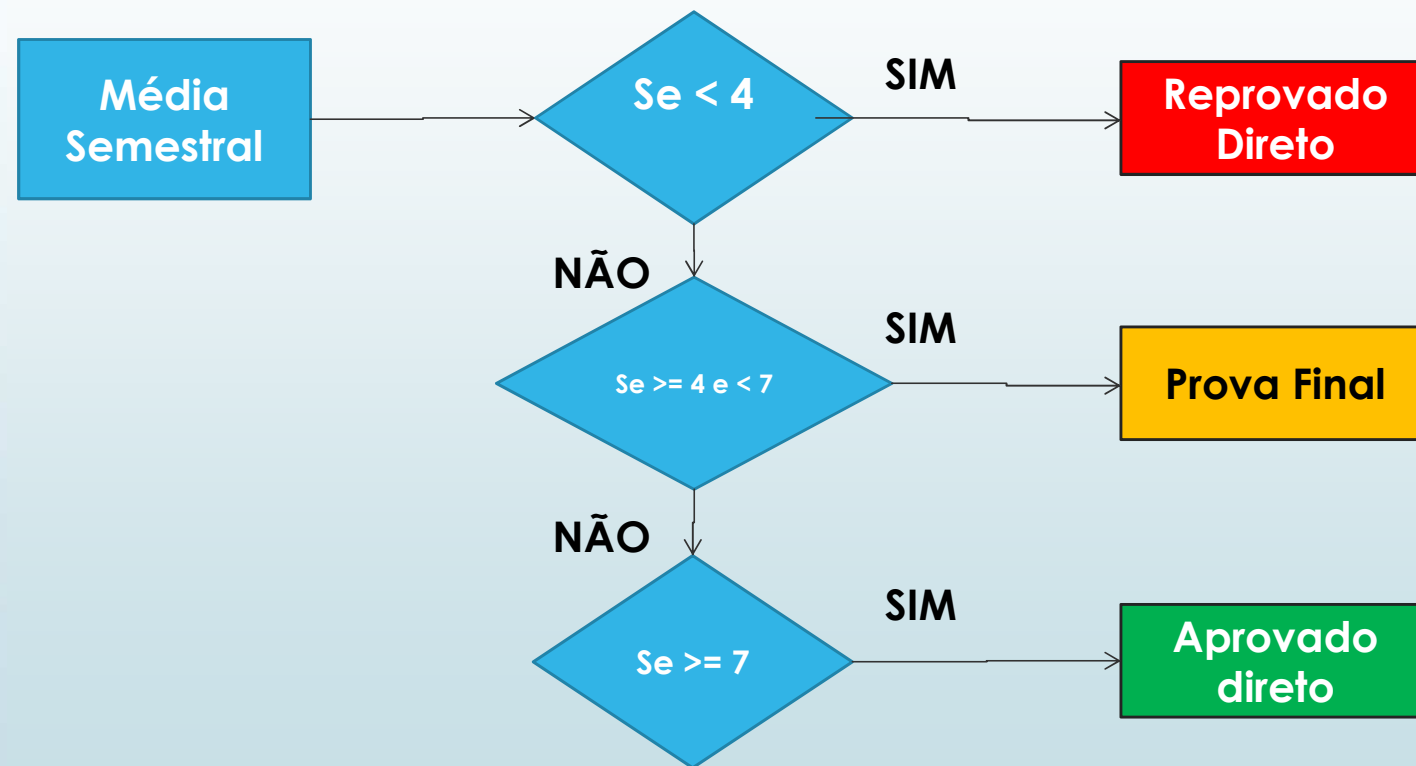 Média
Semestral
Se < 4
SIM
Reprovado
Direto
NÃO
Se >= 4 e < 7
SIM
Prova Final
NÃO
Se >= 7
SIM
Aprovado
direto